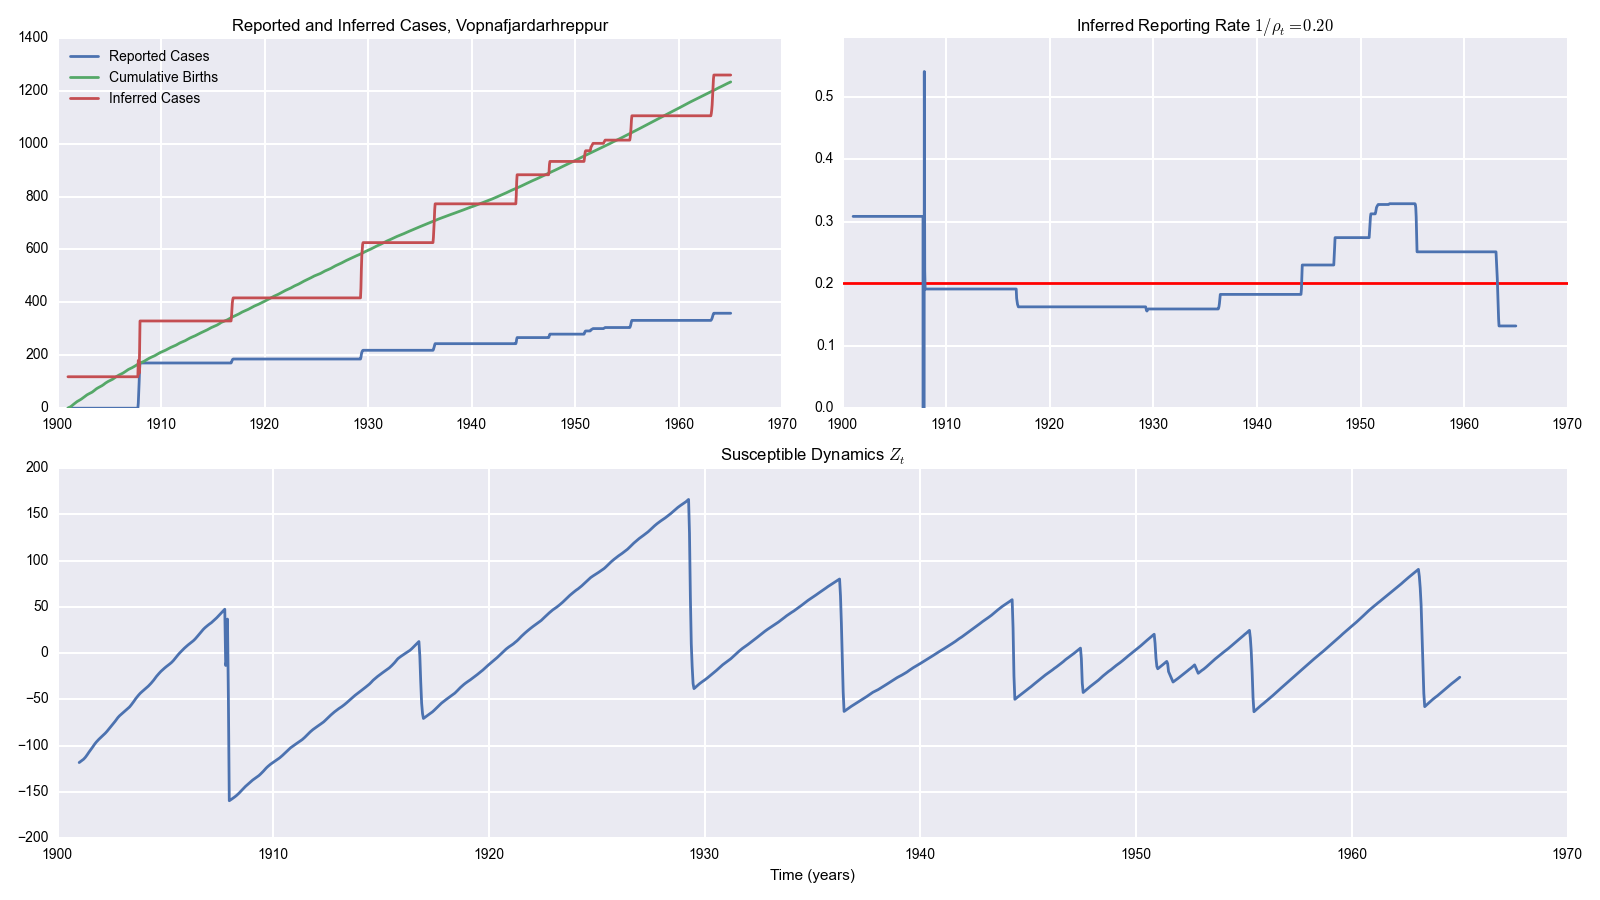 Reported and Inferred Cases, Vopnafjardarhreppur
1400
1200
1000
800
600
400
200
0
Reported Cases
Cumulative Births
Inferred Cases
1900 1910 1920 1930 1940 1950 1960 1970
Inferred Reporting Rate 1/ρt = 0.20
0.5
0.4
0.3
0.2
0.1
0.0
1900 1910 1920 1930 1940 1950 1960 1970
Susceptible Dynamics Zt
200
150
100
50
0
−50
−100
−150
−200
1900 1910 1920 1930 1940 1950 1960 1970
Time (years)